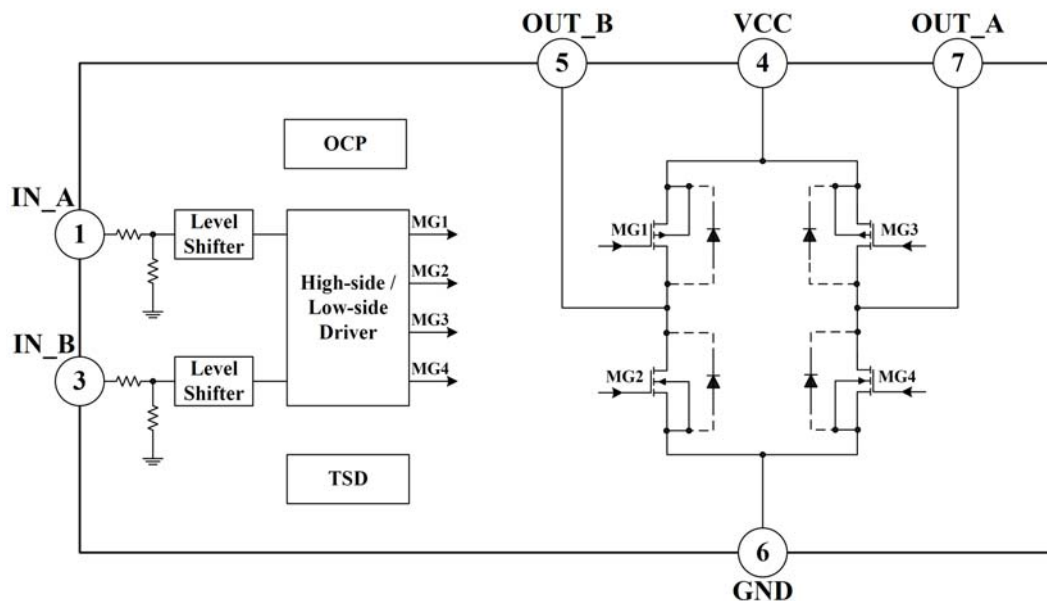 OUT_B VCC OUT_A
5 4 7
OCP
IN_A
1
Level
Shifter
MG1
MG2
MG3
MG4
High-side /
Low-side
Driver
IN_B
3
Level
Shifter
TSD
MG1
MG3
MG2
MG4
6
GND